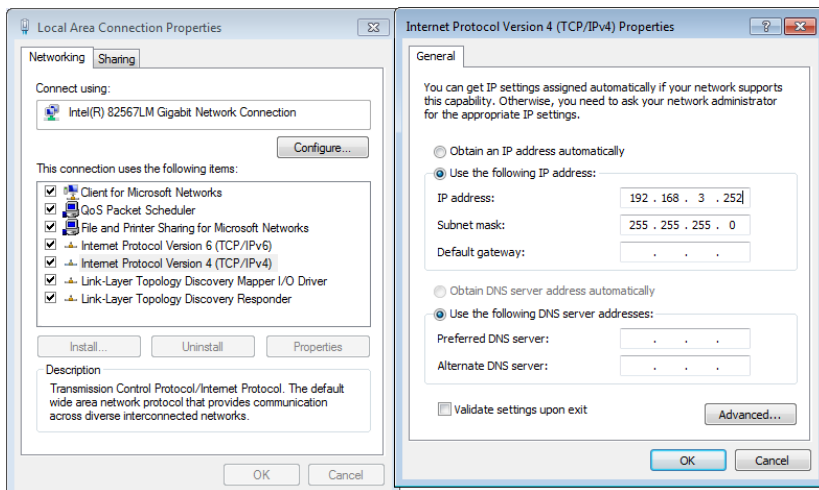 Local Area Connection Properties
Networking
Sharing
Connect using:
Intel(R) 82567LM Gigabit Network Connection
Configure...
This connection uses the following items:
Client for Microsoft Networks
QoS Packet Scheduler
File and Printer Sharing for Microsoft Networks
Internet Protocol Version 6 (TCP/IPv6)
Internet Protocol Version 4 (TCP/IPv4)
Link-Layer Topology Discovery Mapper I/O Driver
Link-Layer Topology Discovery Responder
Install...
Uninstall
Properties
Description
Transmission Control Protocol/Internet Protocol. The default
wide area network protocol that provides communication
across diverse interconnected networks.
OK
Cancel
Internet Protocol Version 4 (TCP/IPv4) Properties
General
You can get IP settings assigned automatically if your network supports
this capability. Otherwise, you need to ask your network administrator
for the appropriate IP settings.
Obtain an IP address automatically
Use the following IP address:
IP address: 192 . 168 . 3 . 252
Subnet mask: 255 . 255 . 255 . 0
Default gateway: . . .
Obtain DNS server address automatically
Use the following DNS server addresses:
Preferred DNS server: . . .
Alternate DNS server: . . .
Validate settings upon exit
Advanced...
OK
Cancel